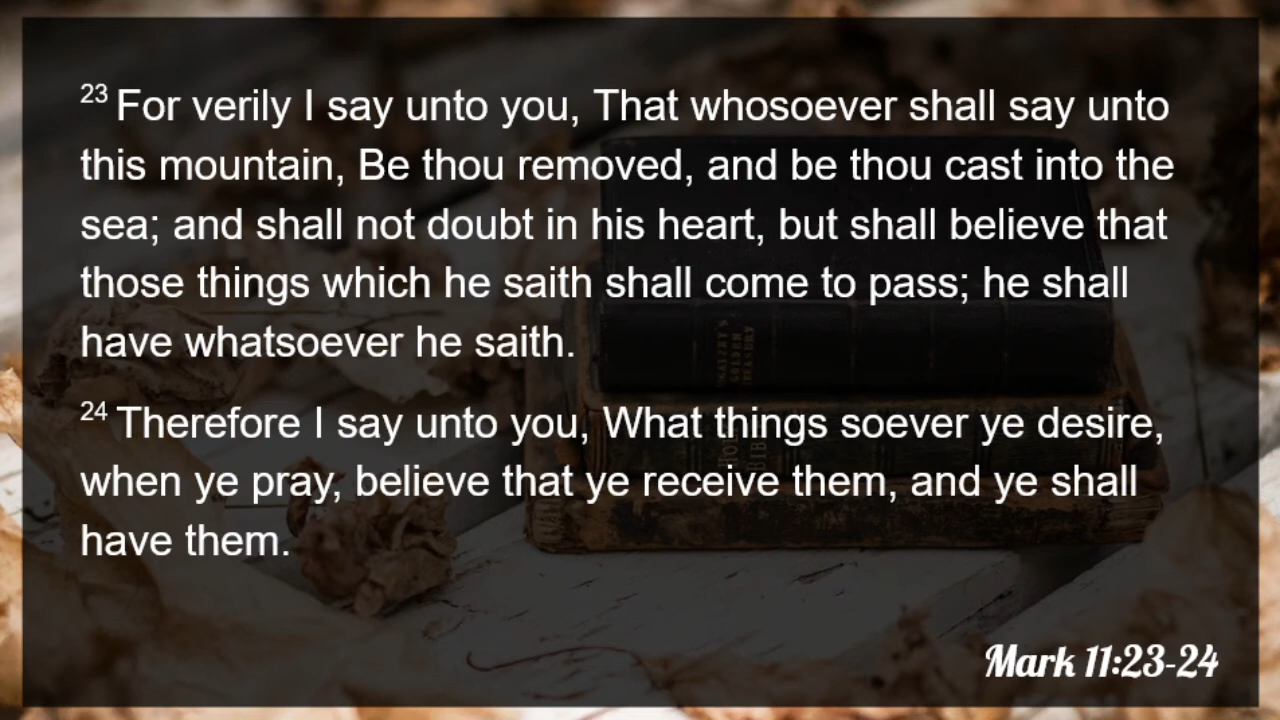 23 For verily I say unto you, That whosoever shall say unto
this mountain, Be thou removed, and be thou cast into the
sea; and shall not doubt in his heart, but shall believe that
those things which he saith shall come to pass; he shall
have whatsoever he saith.
24 Therefore I say unto you, What things soever ye desire,
when ye pray, believe that ye receive them, and ye shall
have them.
GOLDEN
Mark 11:23-24